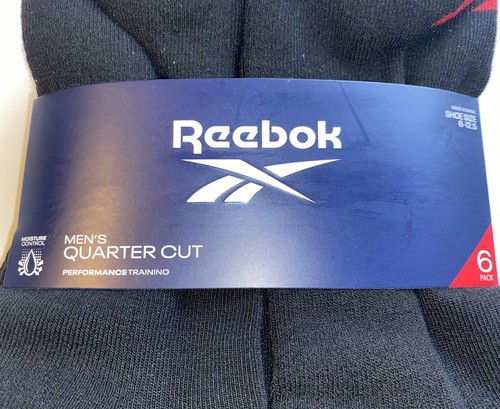 Reebok
SHOE SIZE
6-12.5
MOISTURE
CONTROL
MEN'S
QUARTER CUT
PERFORMANCE TRAINING
6
PACK